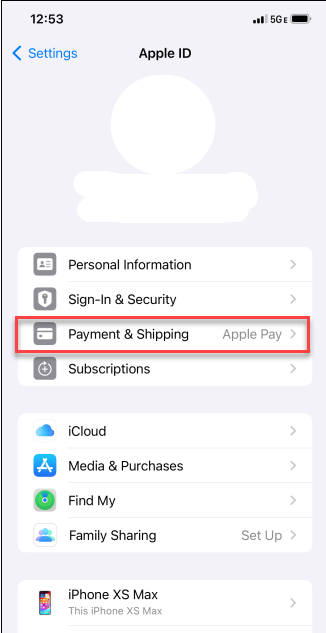 12:53
5G E
Settings
Apple ID
Personal Information
Sign-In & Security
Payment & Shipping Apple Pay
Subscriptions
iCloud
Media & Purchases
Find My
Family Sharing Set Up
iPhone XS Max
This iPhone XS Max